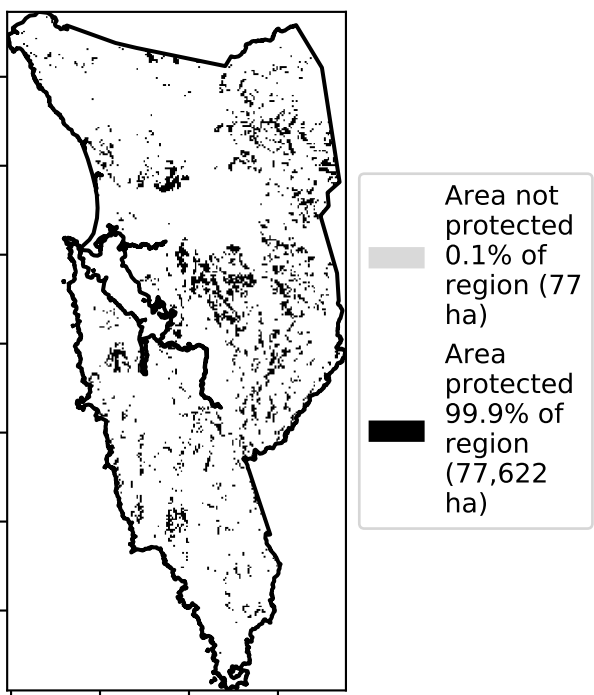 Area not
protected
0.1% of
region (77
ha)
Area
protected
99.9% of
region
(77,622
ha)